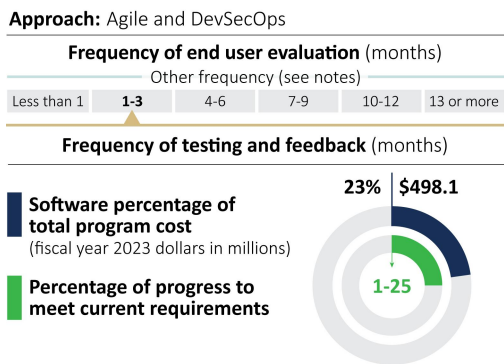 Approach: Agile and DevSecOps
Frequency of end user evaluation (months)
Other frequency (see notes)
Less than 1 1-3 4-6 7-9 10-12 13 or more
Frequency of testing and feedback (months)
23% $498.1
Software percentage of
total program cost
(fiscal year 2023 dollars in millions)
Percentage of progress to
meet current requirements
1-25